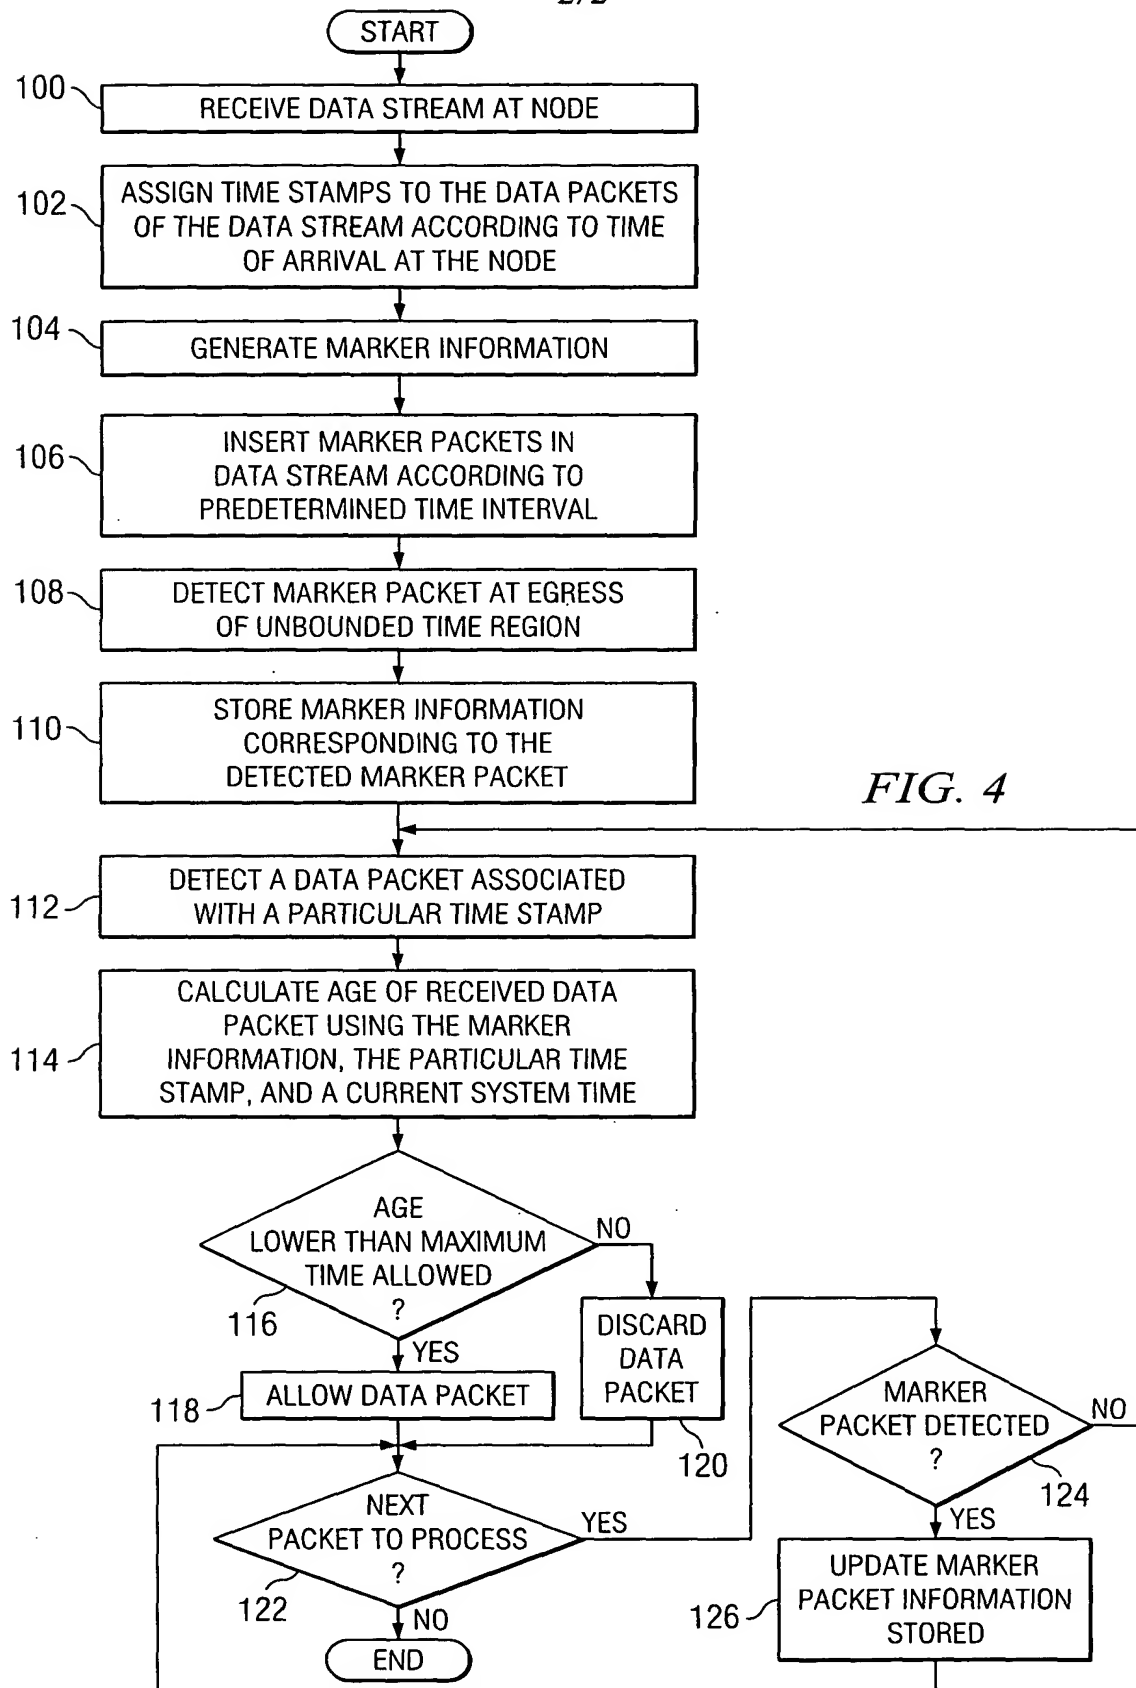 START
100
RECEIVE DATA STREAM AT NODE
102
ASSIGN TIME STAMPS TO THE DATA PACKETS
OF THE DATA STREAM ACCORDING TO TIME
OF ARRIVAL AT THE NODE
104
GENERATE MARKER INFORMATION
106
INSERT MARKER PACKETS IN
DATA STREAM ACCORDING TO
PREDETERMINED TIME INTERVAL
108
DETECT MARKER PACKET AT EGRESS
OF UNBOUNDED TIME REGION
110
STORE MARKER INFORMATION
CORRESPONDING TO THE
DETECTED MARKER PACKET
FIG. 4
112
DETECT A DATA PACKET ASSOCIATED
WITH A PARTICULAR TIME STAMP
114
CALCULATE AGE OF RECEIVED DATA
PACKET USING THE MARKER
INFORMATION, THE PARTICULAR TIME
STAMP, AND A CURRENT SYSTEM TIME
AGE
LOWER THAN MAXIMUM
TIME ALLOWED
?
116
NO
YES
DISCARD
DATA
PACKET
120
118
ALLOW DATA PACKET
NEXT
PACKET TO PROCESS
?
122
YES
NO
END
MARKER
PACKET DETECTED
?
124
NO
YES
UPDATE MARKER
PACKET INFORMATION
STORED
126